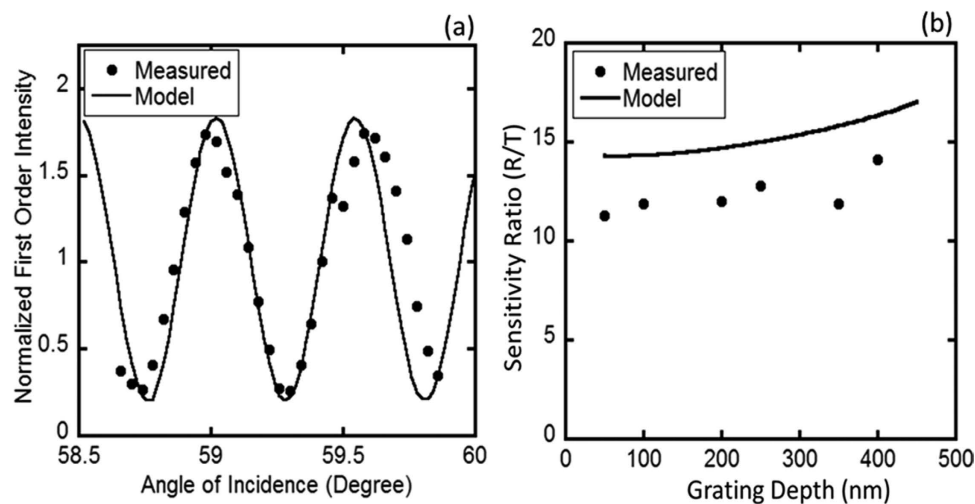 (a)
Measured
Model
Normalized First Order Intensity
2
1.5
1
0.5
0
58.5 59 59.5 60
Angle of Incidence (Degree)
(b)
Measured
Model
Sensitivity Ratio (R/T)
20
15
10
5
0
0 100 200 300 400 500
Grating Depth (nm)